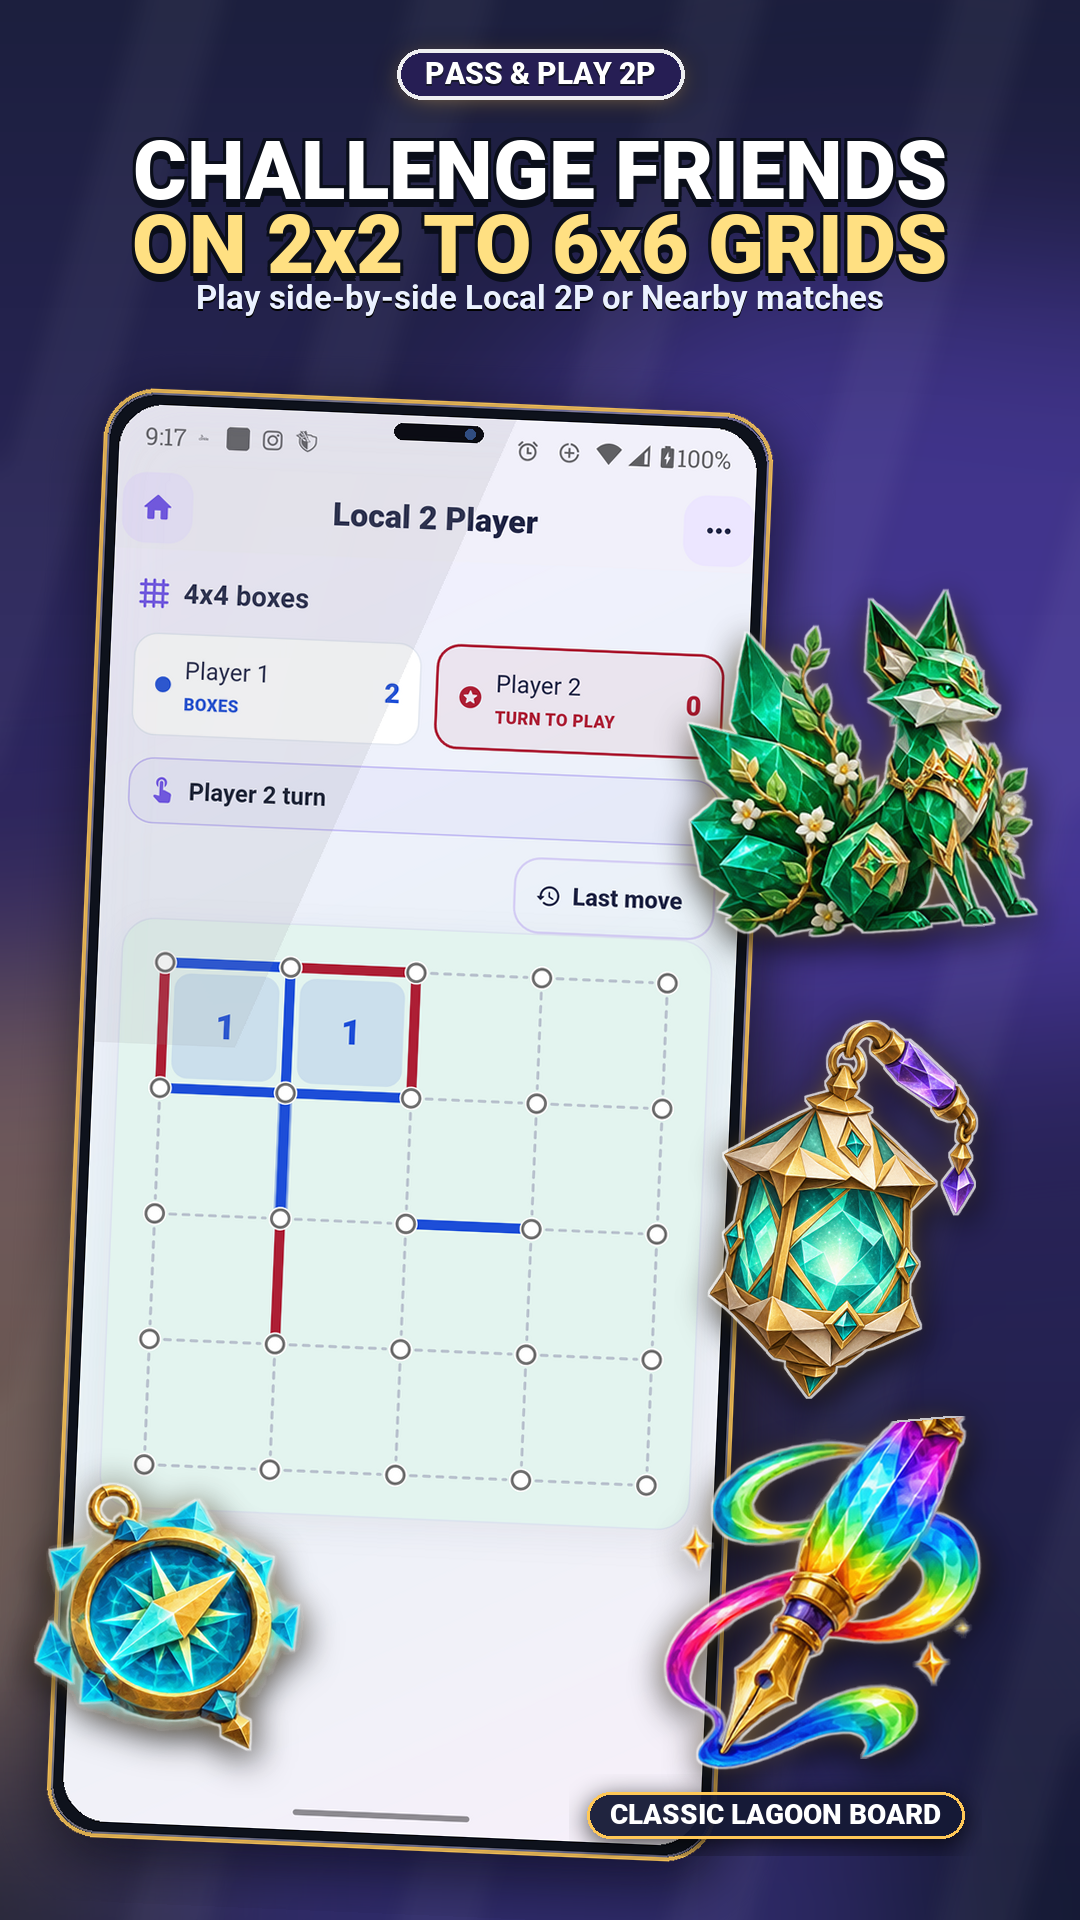 PASS & PLAY 2P
CHALLENGE FRIENDS
ON 2x2 TO 6x6 GRIDS
Play side-by-side Local 2P or Nearby matches
9:17
100%
Local 2 Player
4x4 boxes
Player 1
BOXES
2
Player 2
TURN TO PLAY
0
Player 2 turn
Last move
1
1
CLASSIC LAGOON BOARD